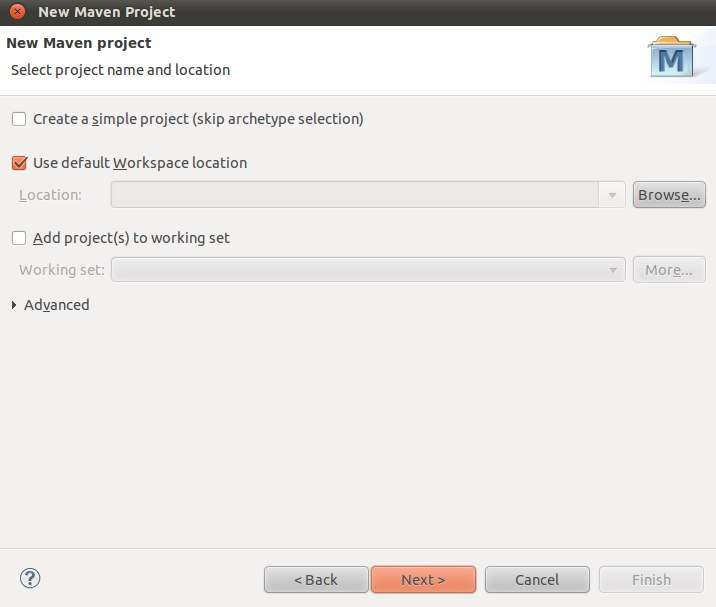 New Maven Project
New Maven project
Select project name and location
M
Create a simple project (skip archetype selection)
Use default Workspace location
Location:
Browse...
Add project(s) to working set
Working set:
More...
Advanced
?
< Back
Next >
Cancel
Finish